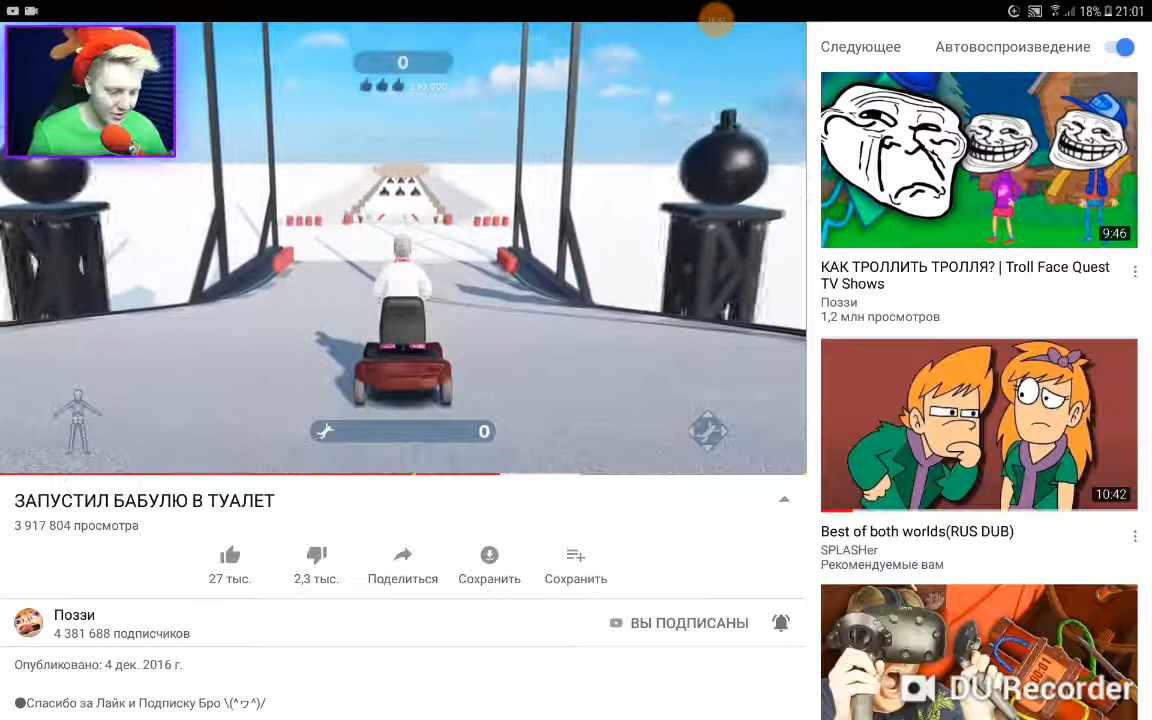 18% 21:01
0
0
Следующее
Автовоспроизведение
9:46
КАК ТРОЛЛИТЬ ТРОЛЛЯ? | Troll Face Quest
TV Shows
Поззи
1,2 млн просмотров
10:42
Best of both worlds(RUS DUB)
SPLASHer
Рекомендуемые вам
ЗАПУСТИЛ БАБУЛЮ В ТУАЛЕТ
3 917 804 просмотра
27 тыс.
2,3 тыс.
Поделиться
Сохранить
Сохранить
Поззи
4 381 688 подписчиков
ВЫ ПОДПИСАНЫ
Опубликовано: 4 дек. 2016 г.
●Спасибо за Лайк и Подписку Бро \(^ヮ^)/
DU Recorder